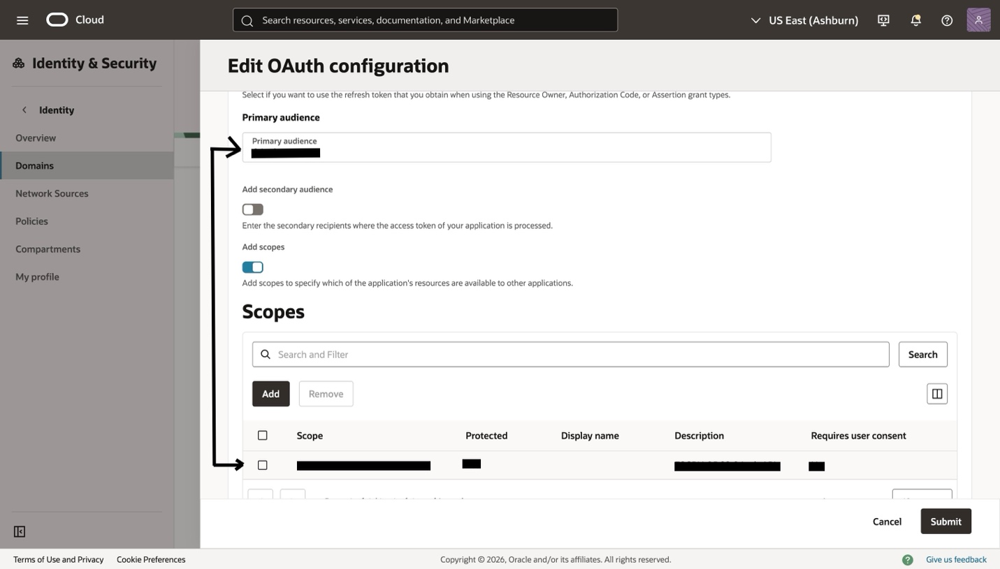 Cloud
Search resources, services, documentation, and Marketplace
US East (Ashburn)
Identity & Security
Identity
Overview
Domains
Network Sources
Policies
Compartments
My profile
Edit OAuth configuration
Select if you want to use the refresh token that you obtain when using the Resource Owner, Authorization Code, or Assertion grant types.
Primary audience
Primary audience
Add secondary audience
Enter the secondary recipients where the access token of your application is processed.
Add scopes
Add scopes to specify which of the application's resources are available to other applications.
Scopes
Search and Filter
Search
Add
Remove
Scope
Protected
Display name
Description
Requires user consent
Cancel
Submit
Terms of Use and Privacy
Cookie Preferences
Copyright © 2026, Oracle and/or its affiliates. All rights reserved.
Give us feedback